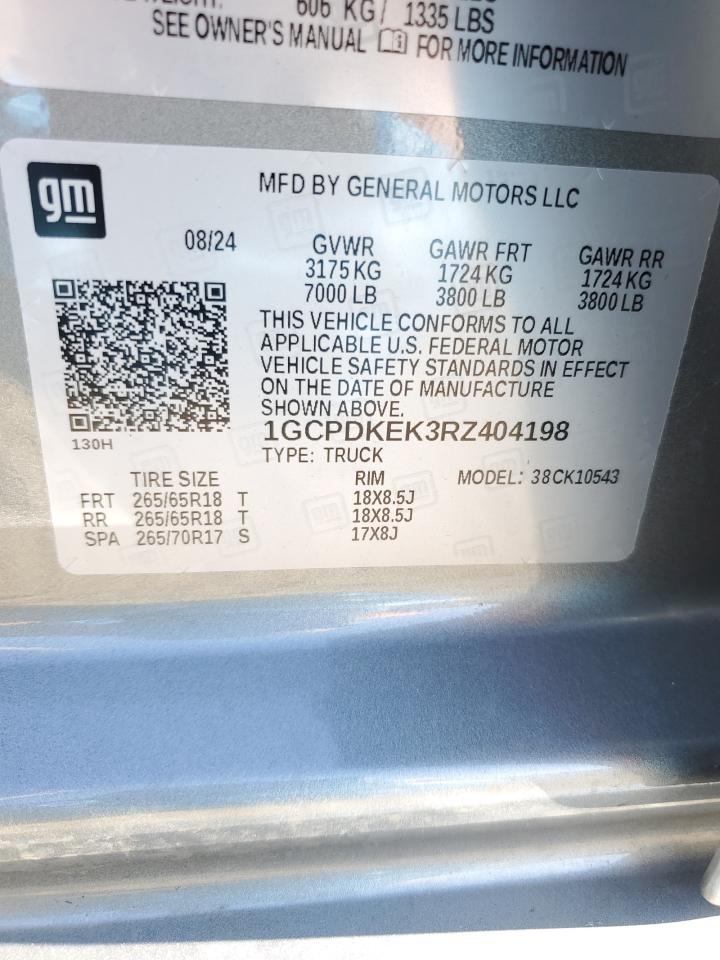 606 KG/ 1335 LBS
SEE OWNER'S MANUAL FOR MORE INFORMATION
gm
MFD BY GENERAL MOTORS LLC
08/24
GVWR GAWR FRT GAWR RR
3175 KG 1724 KG 1724 KG
7000 LB 3800 LB 3800 LB
THIS VEHICLE CONFORMS TO ALL
APPLICABLE U.S. FEDERAL MOTOR
VEHICLE SAFETY STANDARDS IN EFFECT
ON THE DATE OF MANUFACTURE
SHOWN ABOVE.
130H
1GCPDKEK3RZ404198
TYPE: TRUCK
TIRE SIZE RIM MODEL: 38CK10543
FRT 265/65R18 T 18X8.5J
RR 265/65R18 T 18X8.5J
SPA 265/70R17 S 17X8J